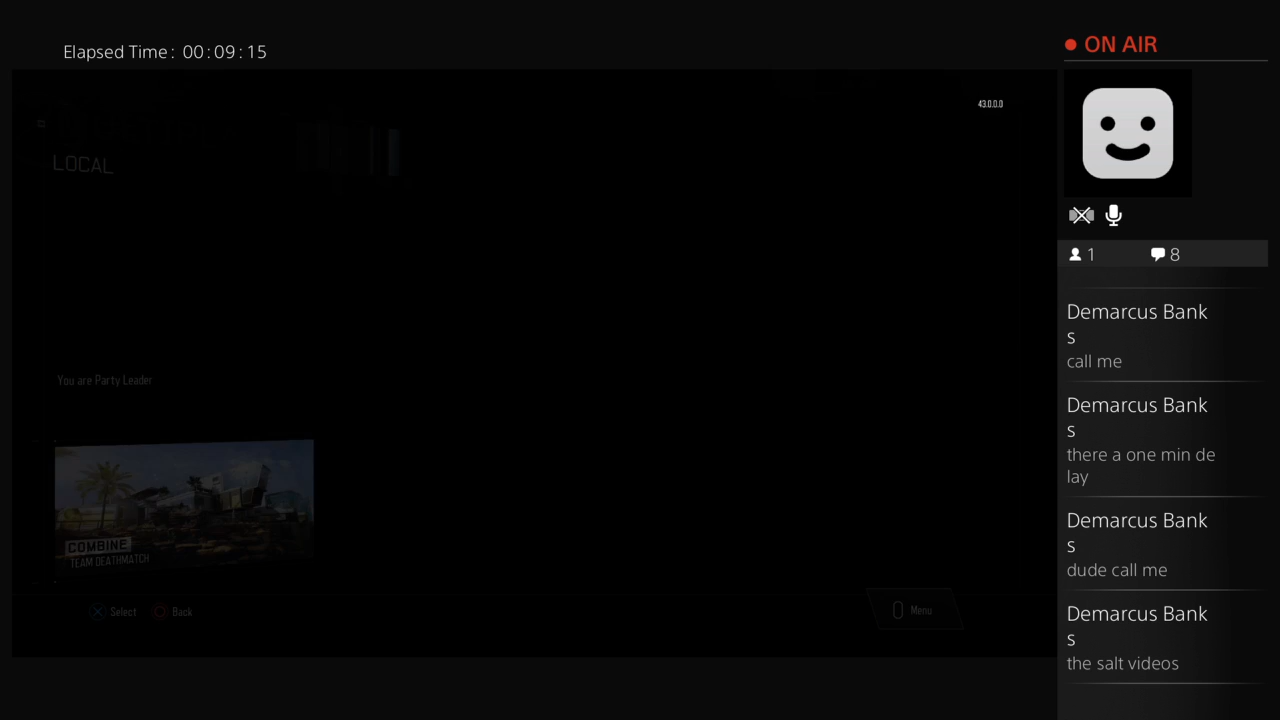 Elapsed Time: 00:09:15
ON AIR
43.0.0.0
LOCAL
1 8
Demarcus Bank
s
call me
Demarcus Bank
s
there a one min de
lay
Demarcus Bank
s
dude call me
Demarcus Bank
s
the salt videos
You are Party Leader
COMBINE
TEAM DEATHMATCH
Select Back
Menu